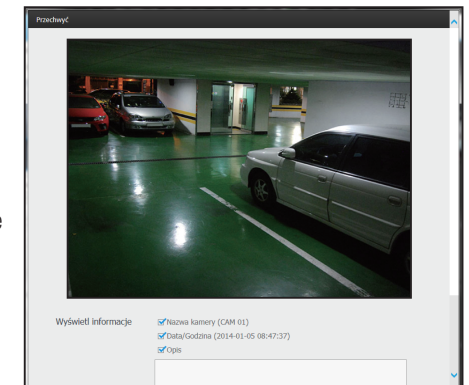 Przechwyć
e
Wyświetl informacje
Nazwa kamery (CAM 01)
Data/Godzina (2014-01-05 08:47:37)
Opis